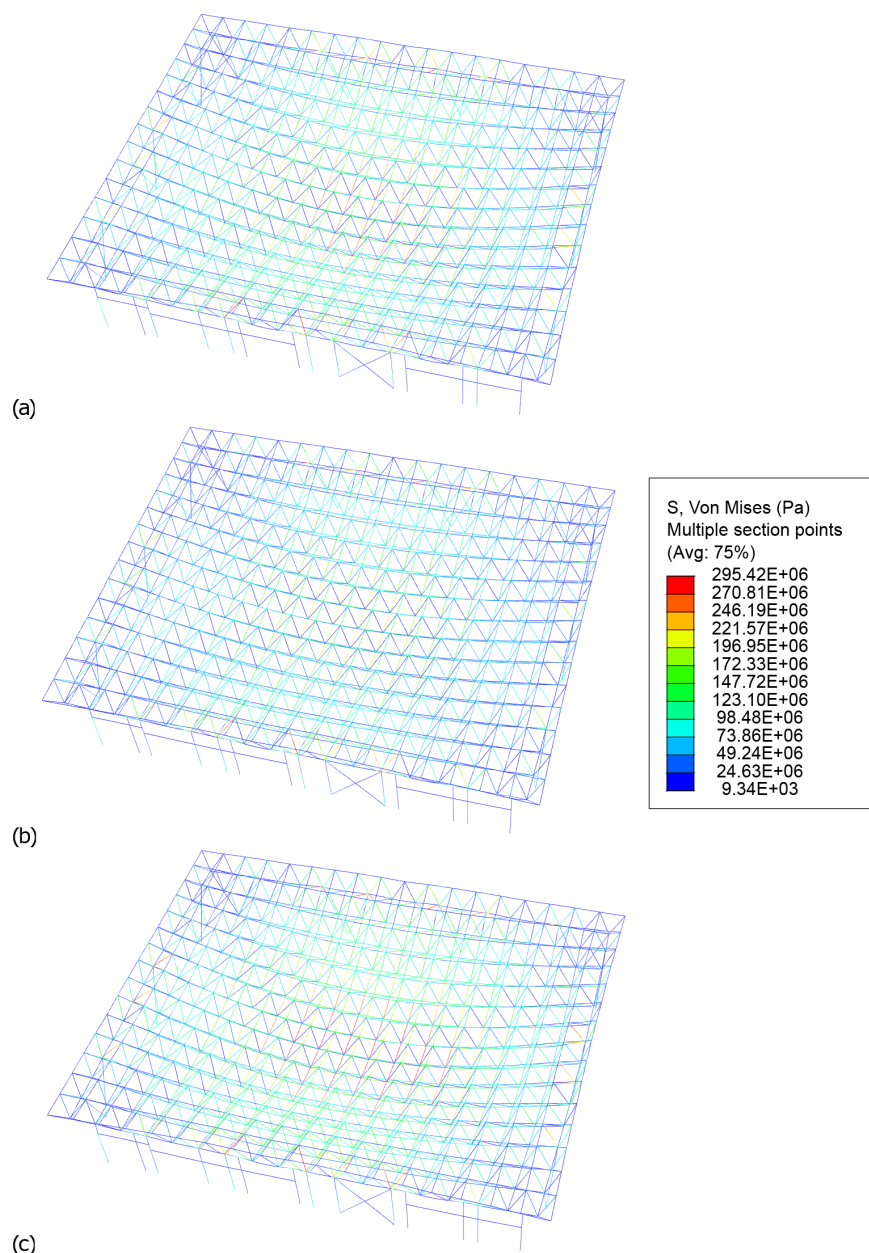 (a)
S, Von Mises (Pa)
Multiple section points
(Avg: 75%)
295.42E+06
270.81E+06
246.19E+06
221.57E+06
196.95E+06
172.33E+06
147.72E+06
123.10E+06
98.48E+06
73.86E+06
49.24E+06
24.63E+06
9.34E+03
(b)
(c)